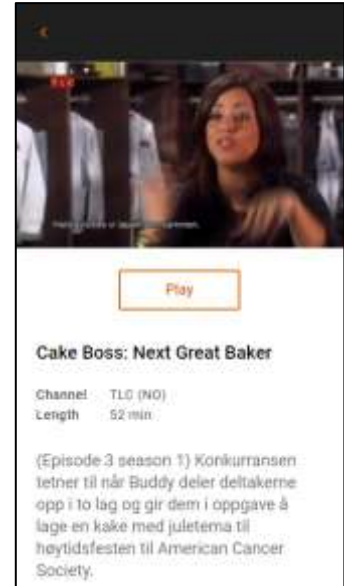 TLC
Play
Cake Boss: Next Great Baker
Channel TLC (NO)
Length 52 min
(Episode 3 season 1) Konkurransen
tetner til når Buddy deler deltakerne
opp i to lag og gir dem i oppgave å
lage en kake med juletema til
høytidsfesten til American Cancer
Society.